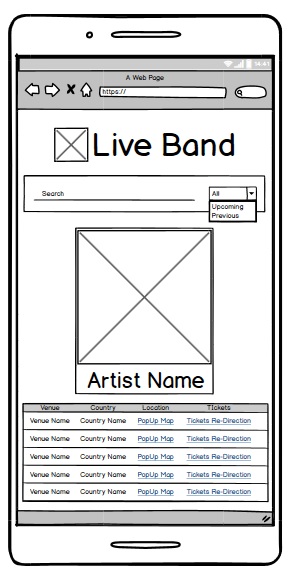 14:41
A Web Page
https://
Live Band
Search
All
Upcoming
Previous
Artist Name
Venue Country Location Tickets
Venue Name Country Name PopUp Map Tickets Re-Direction
Venue Name Country Name PopUp Map Tickets Re-Direction
Venue Name Country Name PopUp Map Tickets Re-Direction
Venue Name Country Name PopUp Map Tickets Re-Direction
Venue Name Country Name PopUp Map Tickets Re-Direction